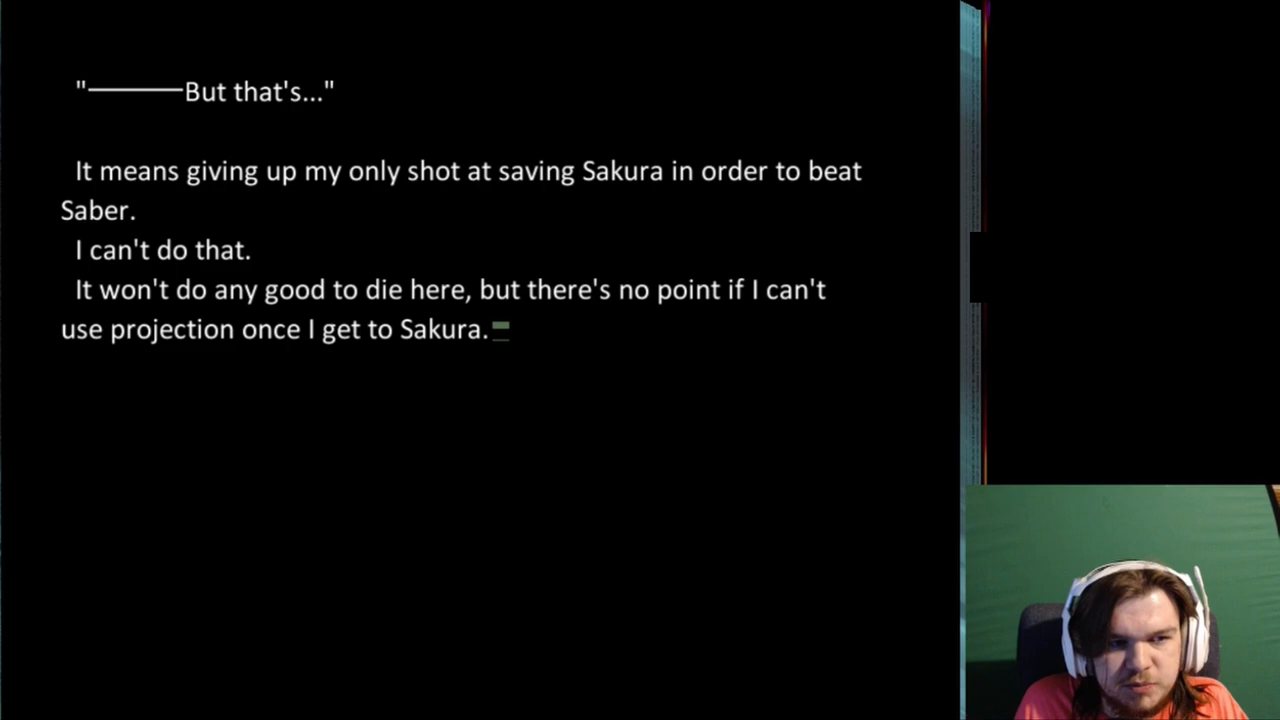 "————But that's..."
It means giving up my only shot at saving Sakura in order to beat
Saber.
I can't do that.
It won't do any good to die here, but there's no point if I can't
use projection once I get to Sakura.